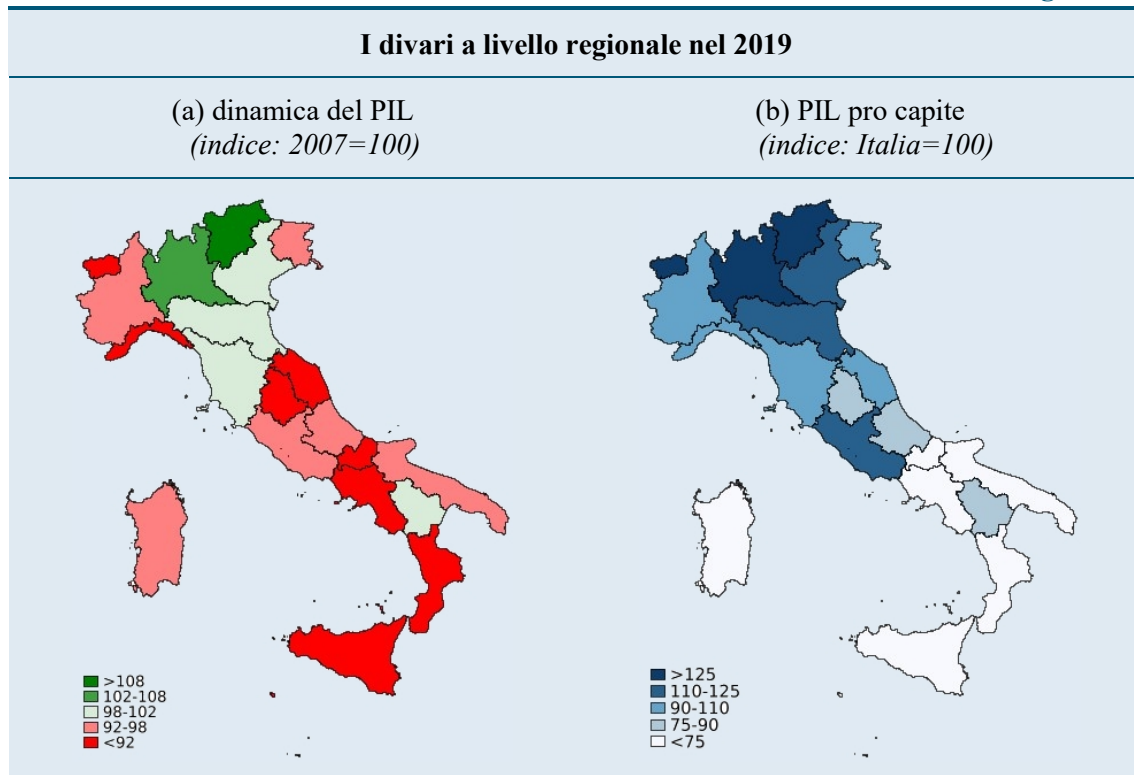 I divari a livello regionale nel 2019
(a) dinamica del PIL
(indice: 2007=100)
(b) PIL pro capite
(indice: Italia=100)
>108
102-108
98-102
92-98
<92
>125
110-125
90-110
75-90
<75